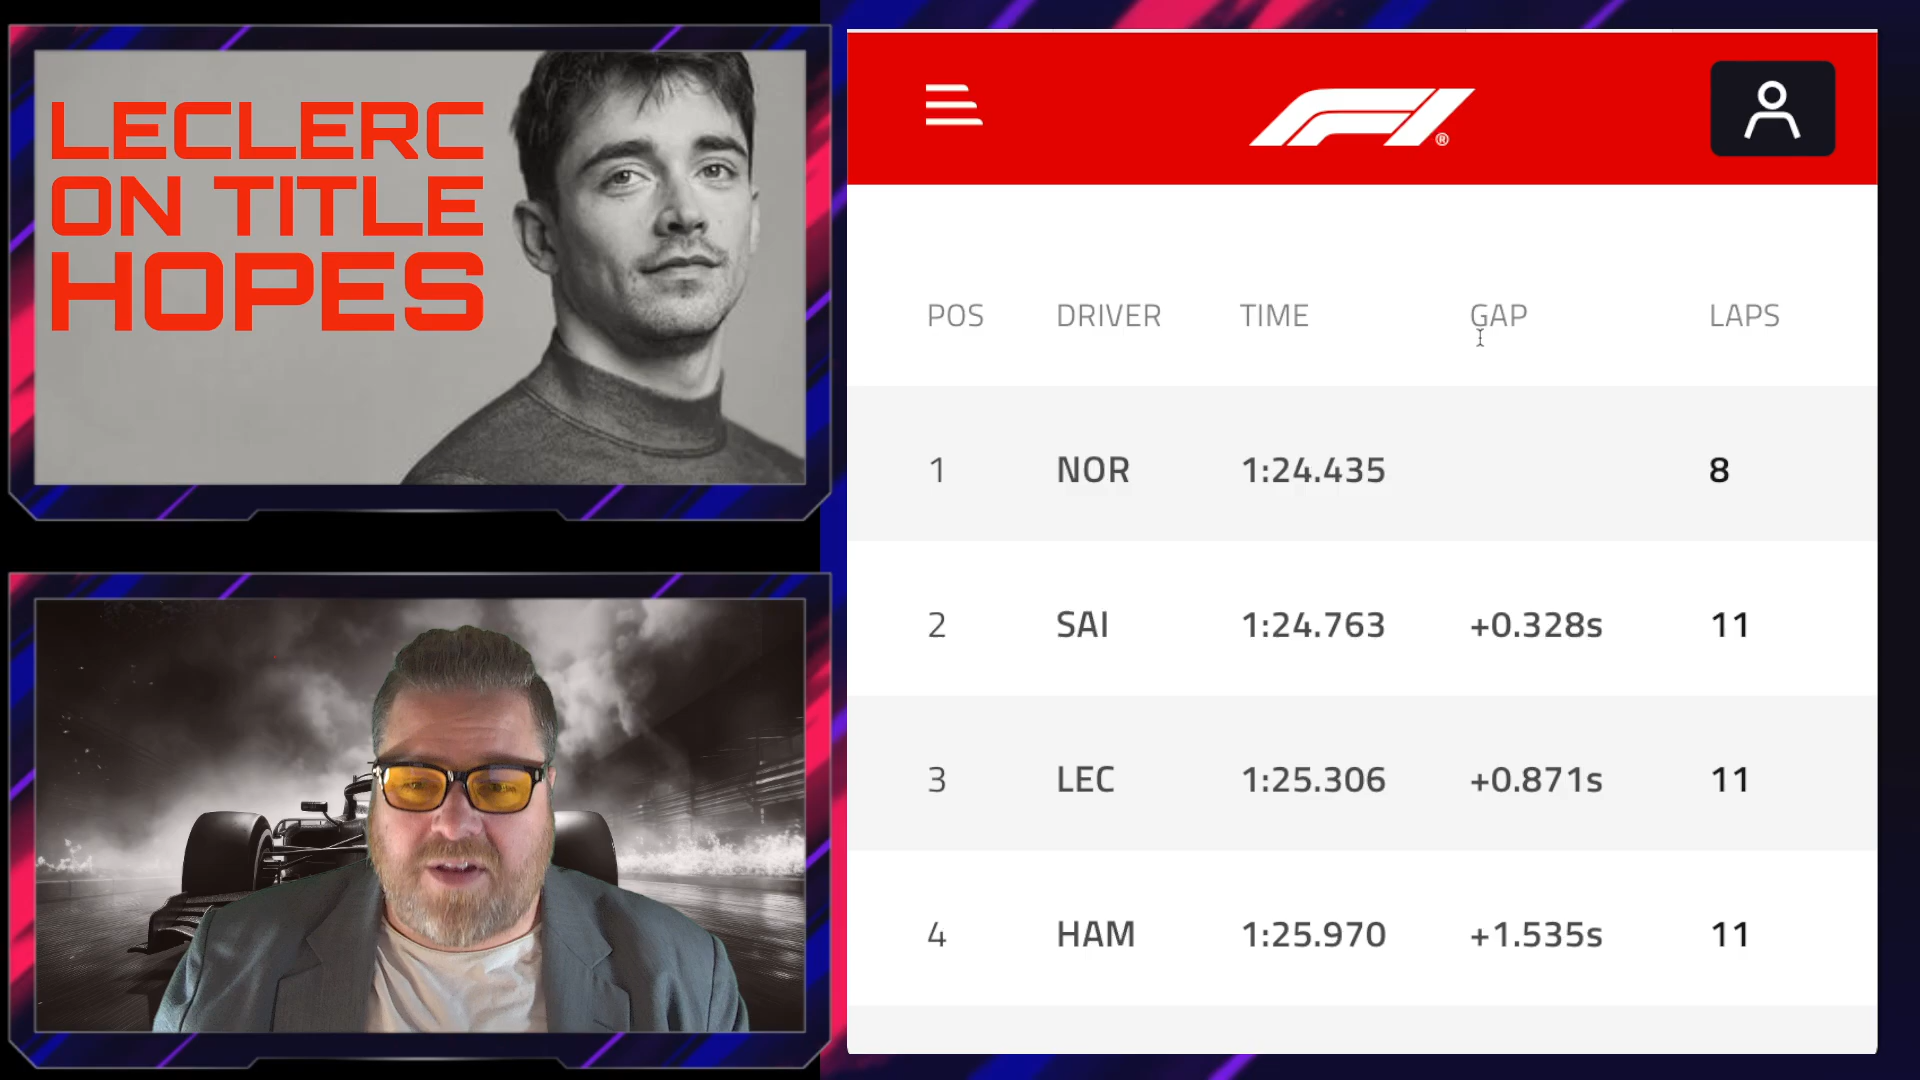 LECLERC
ON TITLE
HOPES
F1®
POS DRIVER TIME GAP LAPS
1 NOR 1:24.435 8
2 SAI 1:24.763 +0.328s 11
3 LEC 1:25.306 +0.871s 11
4 HAM 1:25.970 +1.535s 11